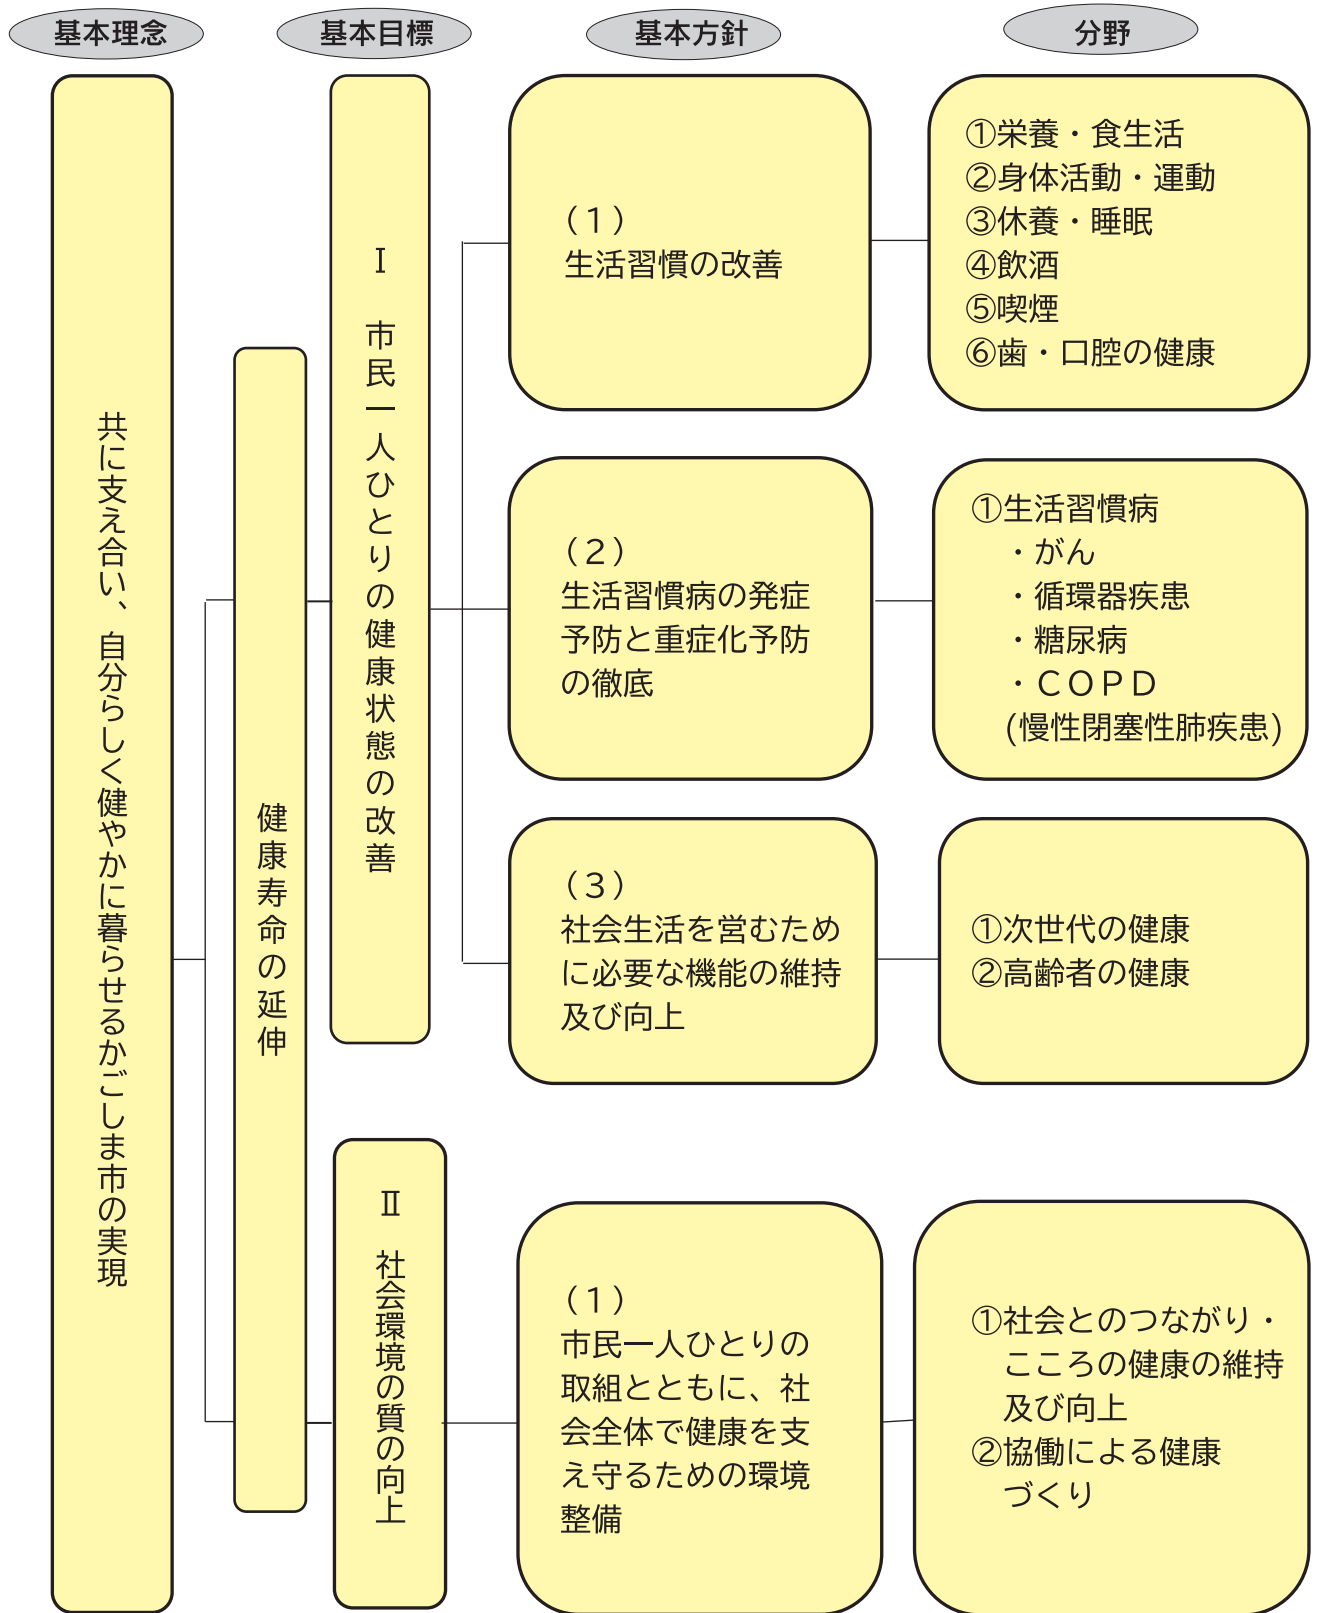 基本理念
基本目標
基本方針
分野
共に支え合い、自分らしく健やかに暮らせるかごしま市の実現
健康寿命の延伸
Ⅰ　市民一人ひとりの健康状態の改善
（１）
生活習慣の改善
①栄養・食生活
②身体活動・運動
③休養・睡眠
④飲酒
⑤喫煙
⑥歯・口腔の健康
（２）
生活習慣病の発症
予防と重症化予防
の徹底
①生活習慣病
・がん
・循環器疾患
・糖尿病
・ＣＯＰＤ
(慢性閉塞性肺疾患)
（３）
社会生活を営むため
に必要な機能の維持
及び向上
①次世代の健康
②高齢者の健康
Ⅱ　社会環境の質の向上
（１）
市民一人ひとりの
取組とともに、社
会全体で健康を支
え守るための環境
整備
①社会とのつながり・
こころの健康の維持
及び向上
②協働による健康
づくり